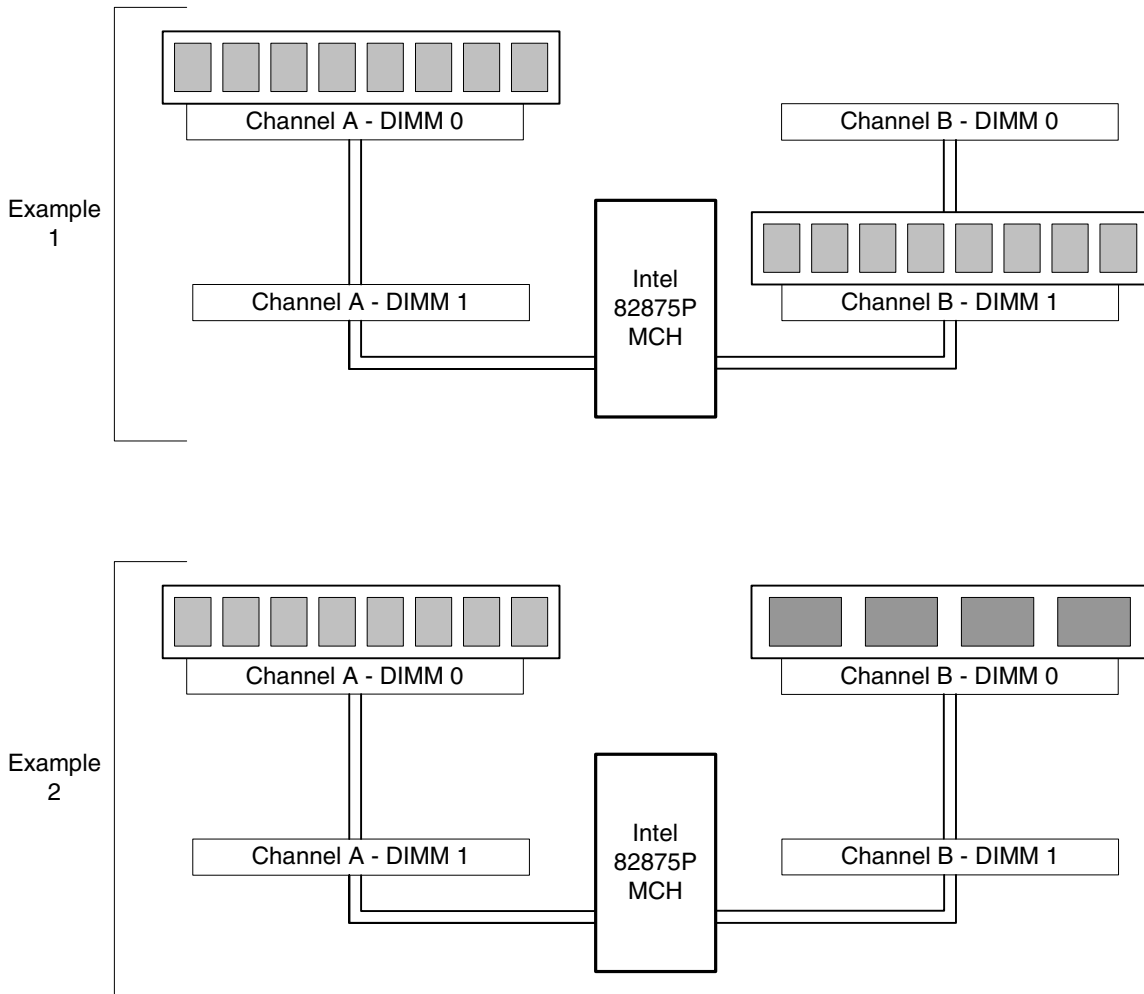 Channel A - DIMM 0
Channel B - DIMM 0
Example
1
Channel A - DIMM 1
Intel
82875P
MCH
Channel B - DIMM 1
Channel A - DIMM 0
Channel B - DIMM 0
Example
2
Channel A - DIMM 1
Intel
82875P
MCH
Channel B - DIMM 1